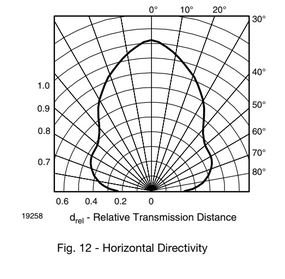 0° 10° 20° 30°
40°
1.0
0.9 50°
0.8 60°
70°
0.7 80°
0.6 0.4 0.2 0
19258 drel - Relative Transmission Distance
Fig. 12 - Horizontal Directivity